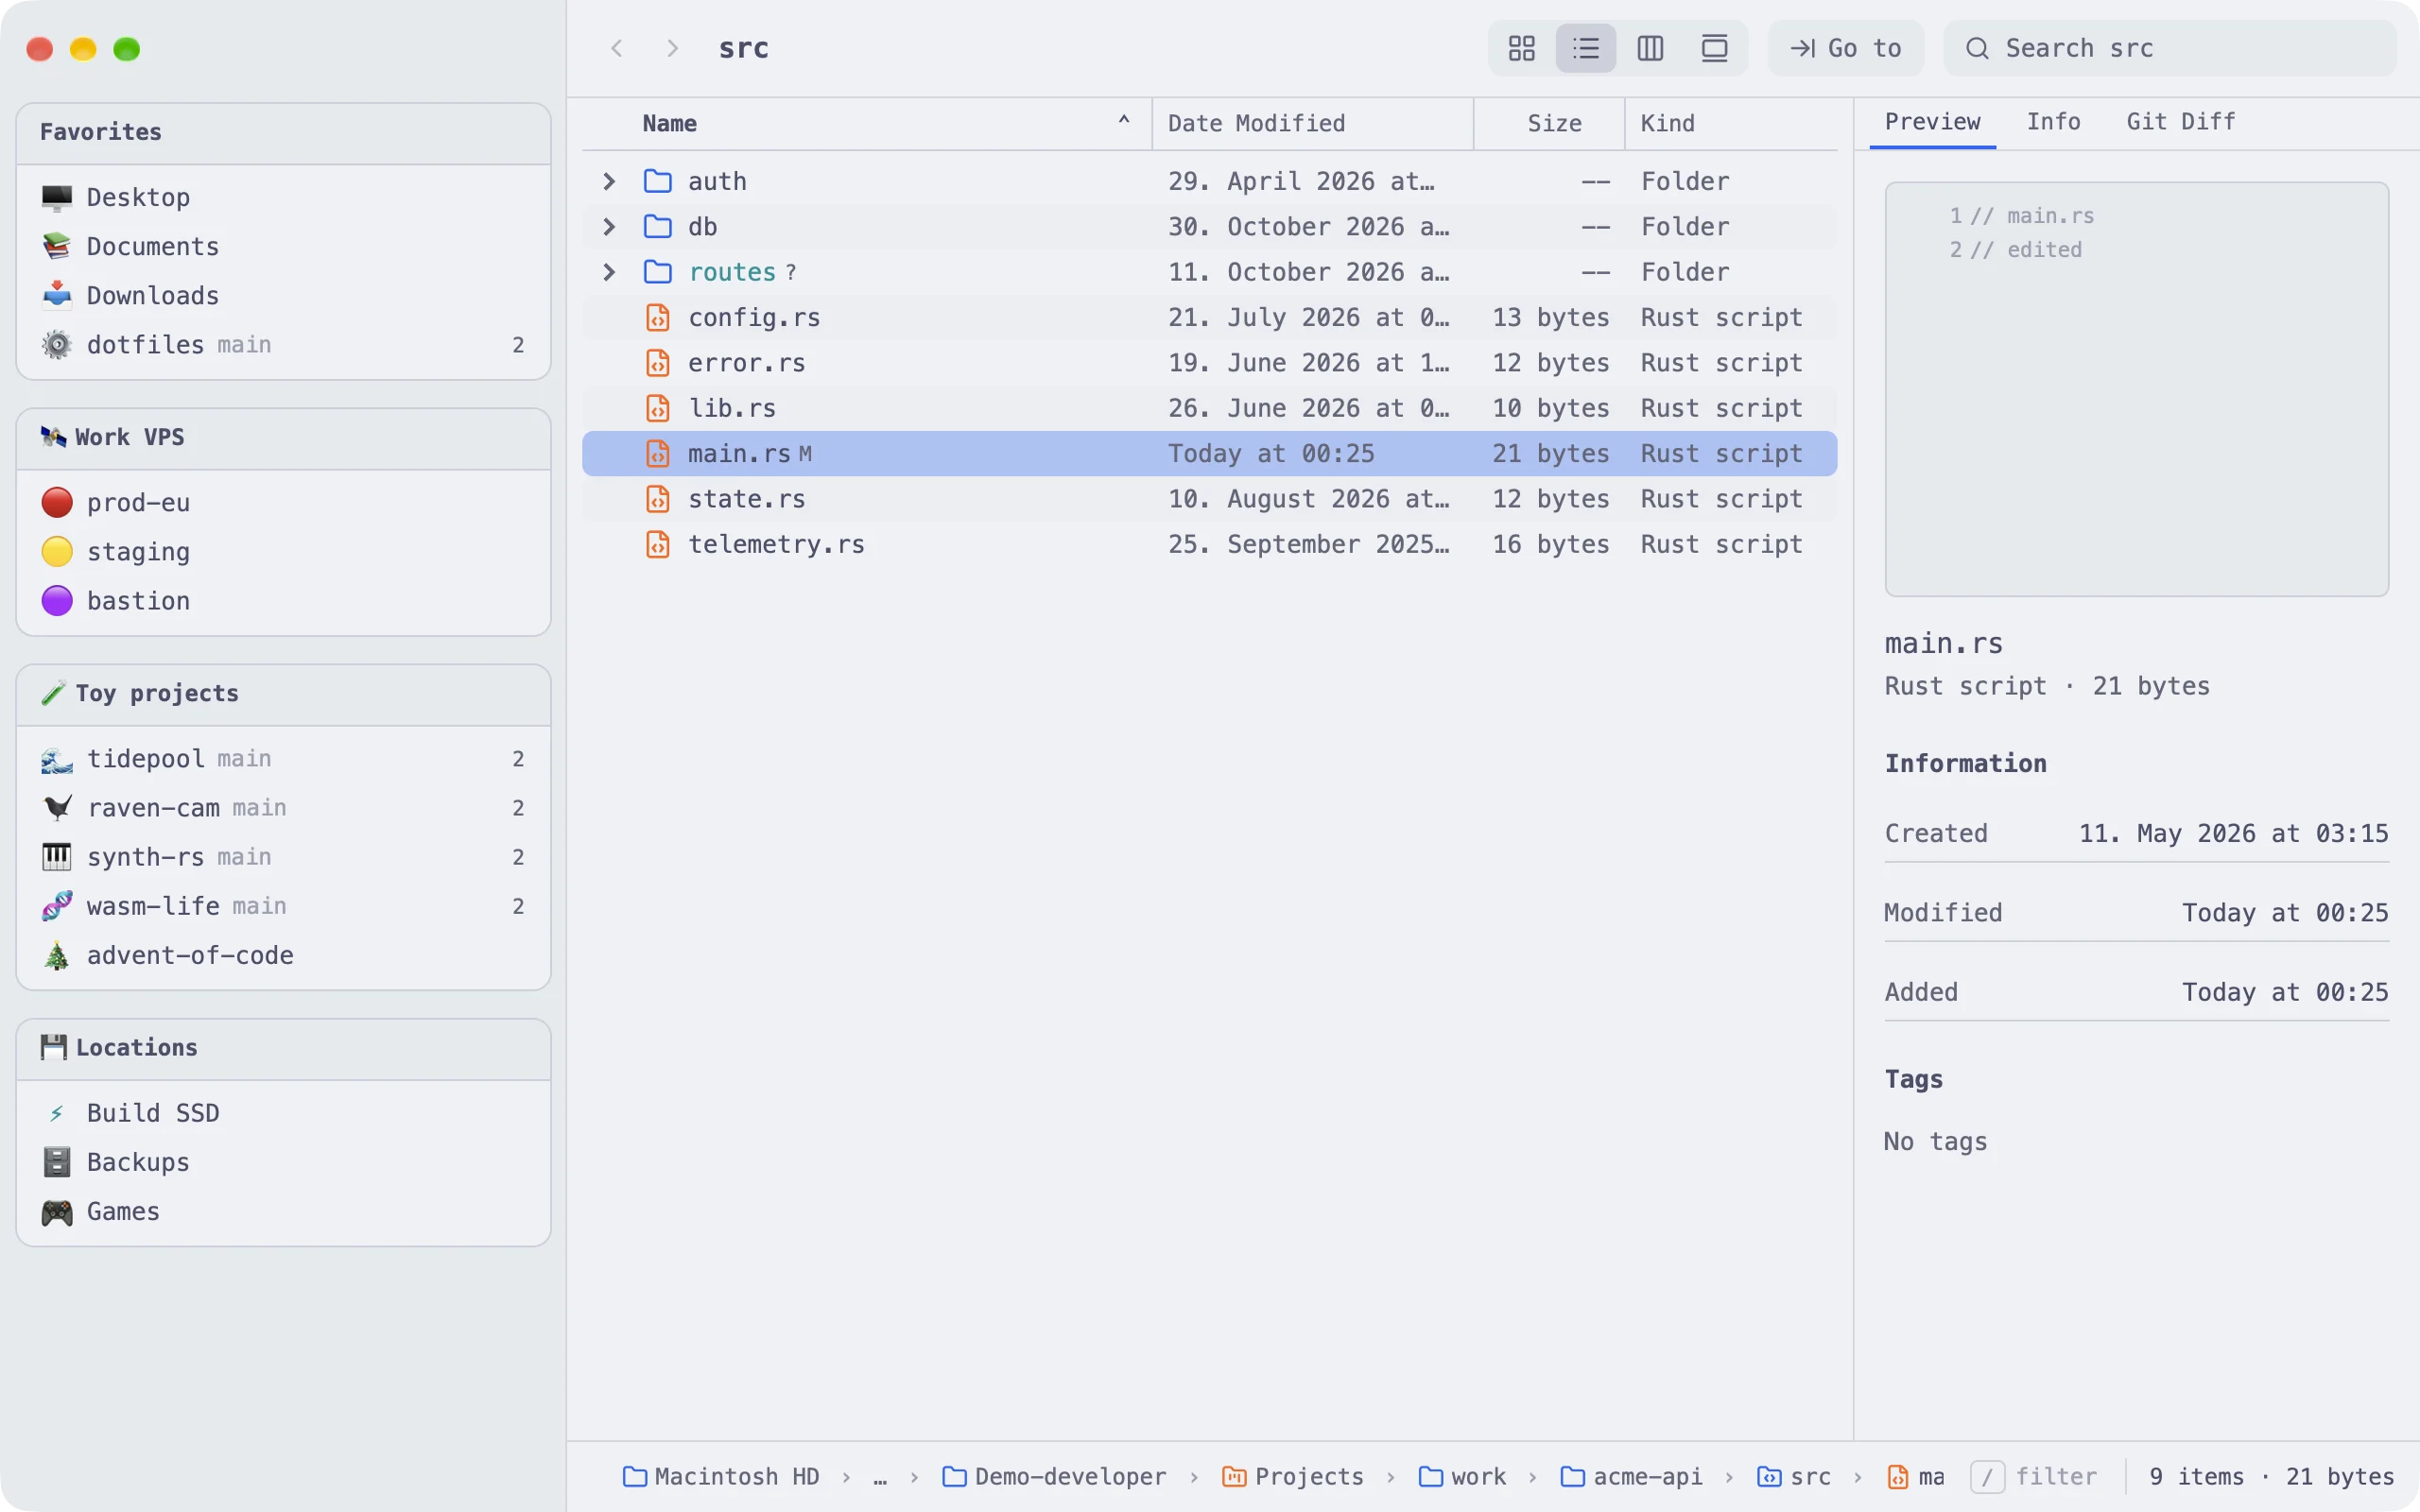 src
Go to
Search src
Favorites
Desktop
Documents
Downloads
dotfiles main 2
Work VPS
prod-eu
staging
bastion
Toy projects
tidepool main 2
raven-cam main 2
synth-rs main 2
wasm-life main 2
advent-of-code
Locations
Build SSD
Backups
Games
Name ^ Date Modified Size Kind
auth 29. April 2026 at… -- Folder
db 30. October 2026 a… -- Folder
routes ? 11. October 2026 a… -- Folder
config.rs 21. July 2026 at 0… 13 bytes Rust script
error.rs 19. June 2026 at 1… 12 bytes Rust script
lib.rs 26. June 2026 at 0… 10 bytes Rust script
main.rs M Today at 00:25 21 bytes Rust script
state.rs 10. August 2026 at… 12 bytes Rust script
telemetry.rs 25. September 2025… 16 bytes Rust script
Preview Info Git Diff
1 // main.rs
2 // edited
main.rs
Rust script · 21 bytes
Information
Created 11. May 2026 at 03:15
Modified Today at 00:25
Added Today at 00:25
Tags
No tags
Macintosh HD › … › Demo-developer › Projects › work › acme-api › src › ma / filter 9 items · 21 bytes